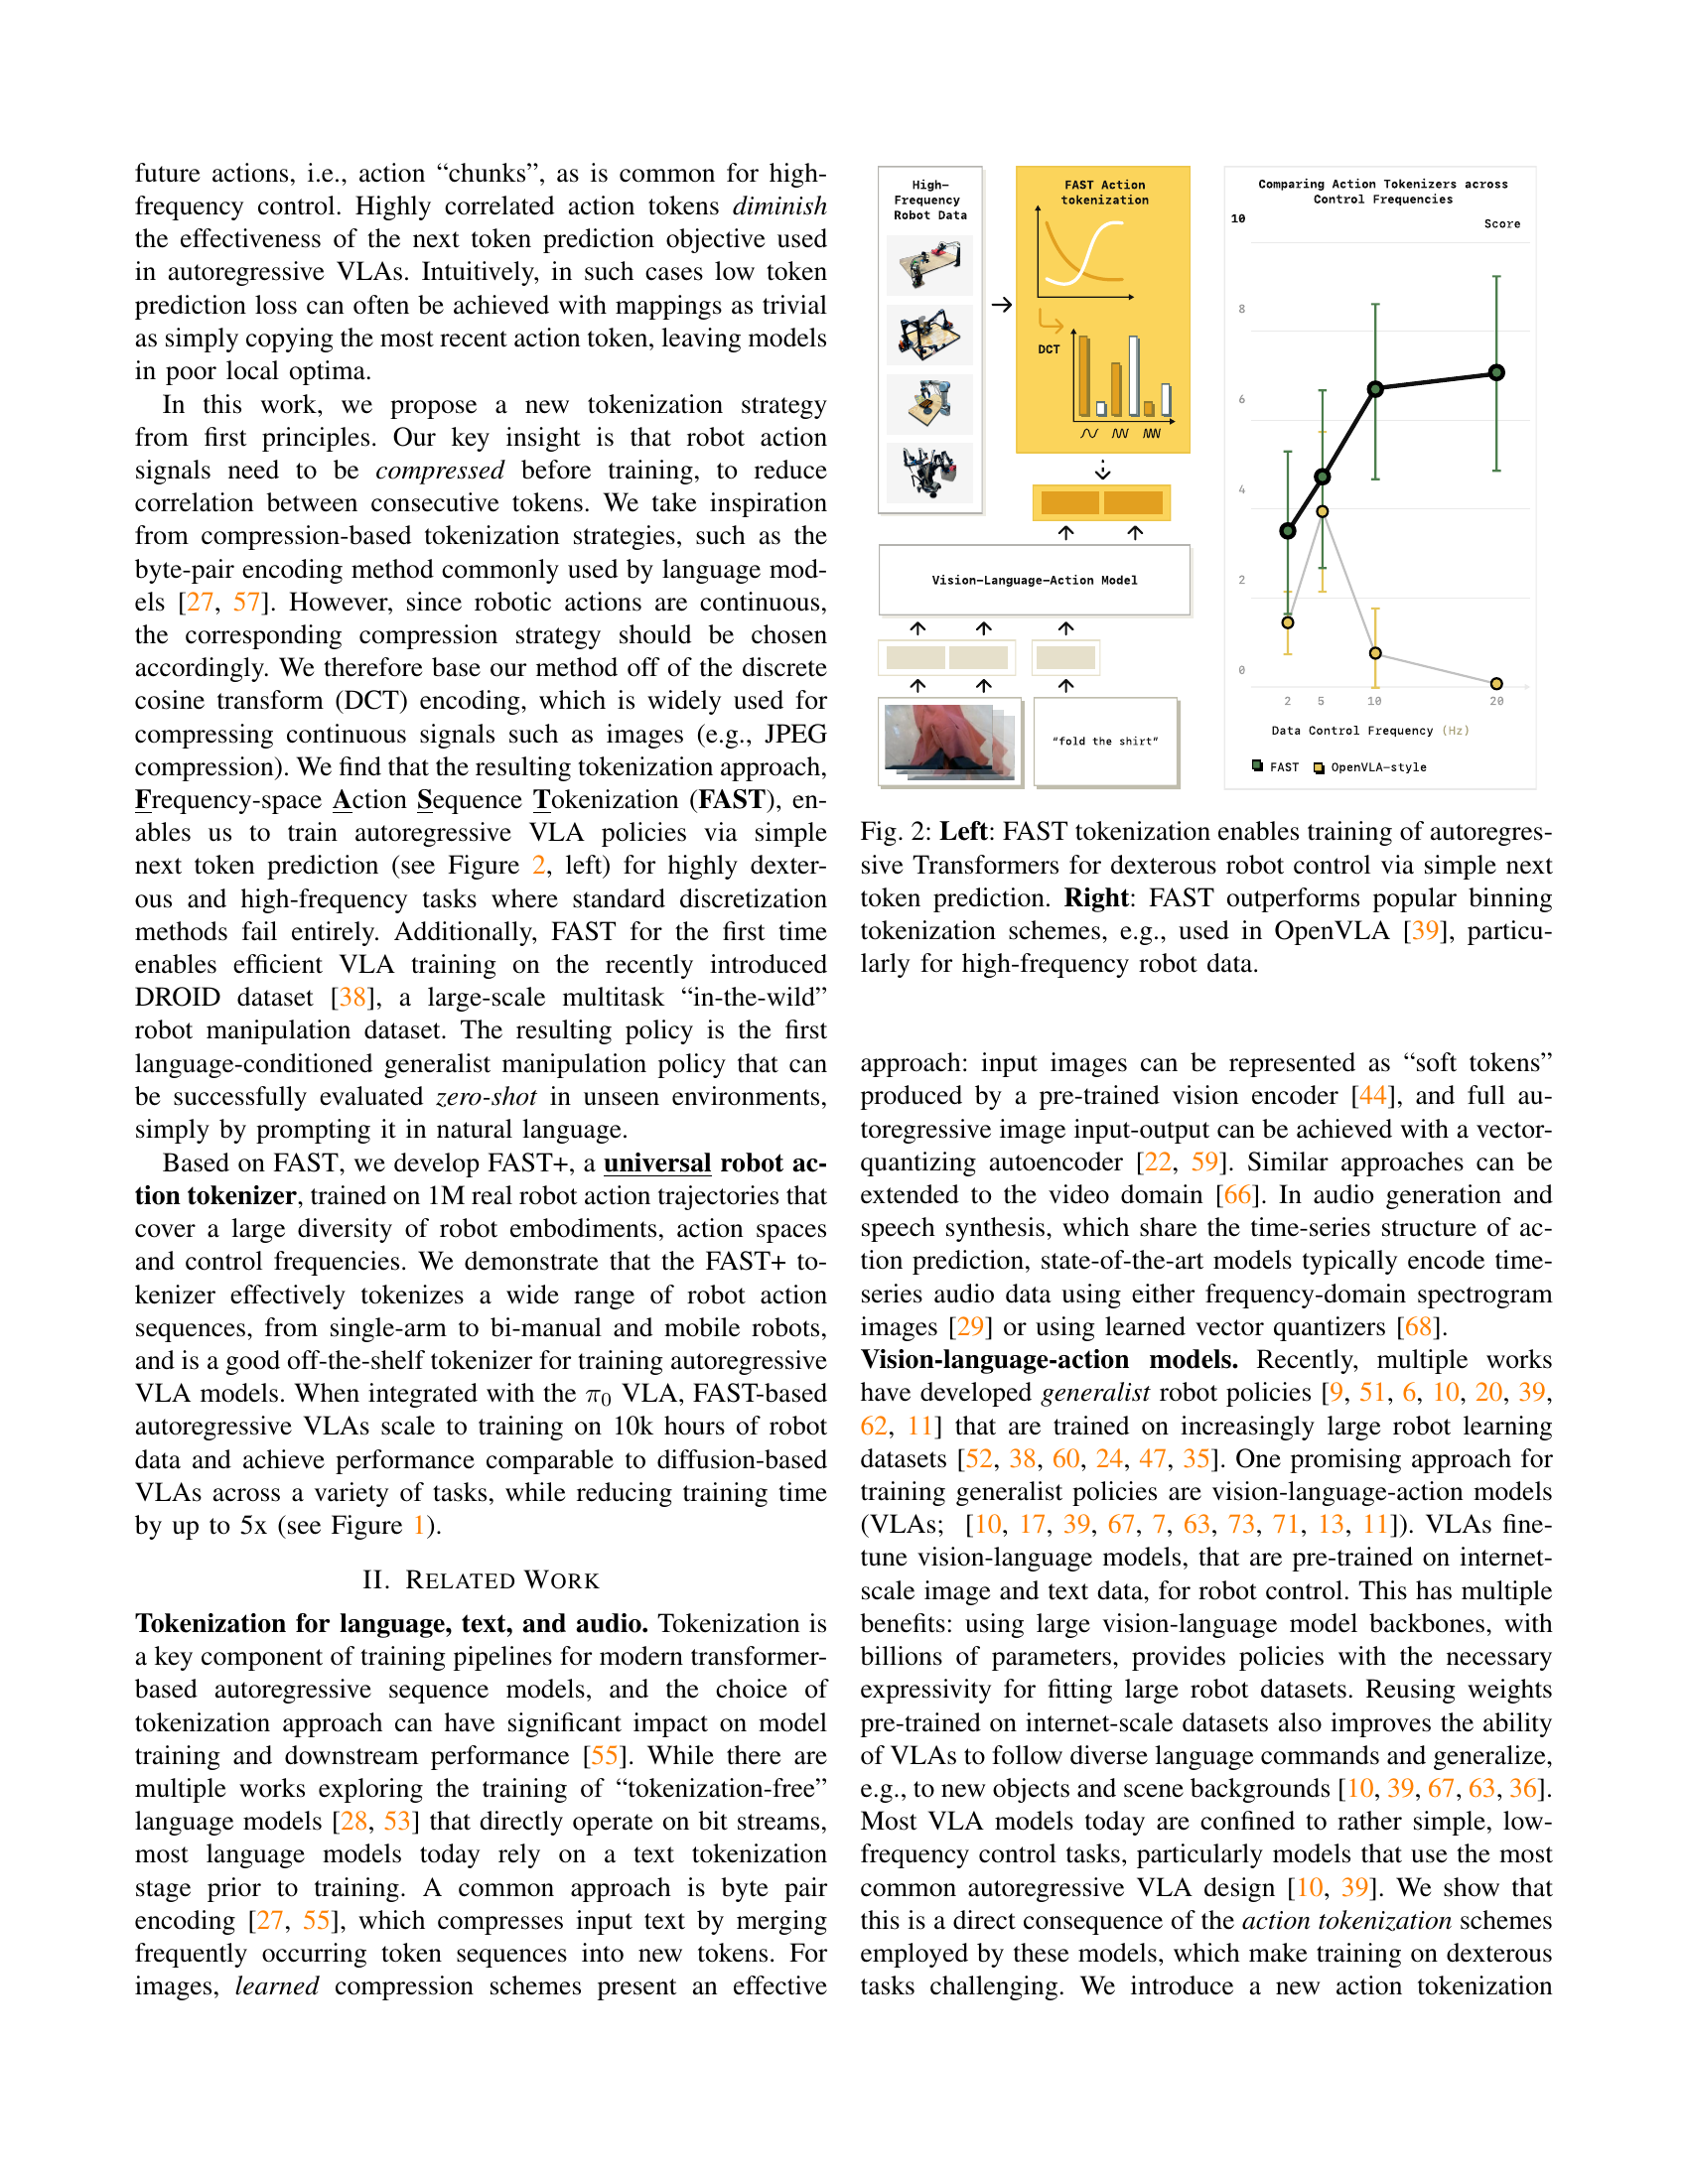 future actions, i.e., action “chunks”, as is common for high-
frequency control. Highly correlated action tokens diminish
the effectiveness of the next token prediction objective used
in autoregressive VLAs. Intuitively, in such cases low token
prediction loss can often be achieved with mappings as trivial
as simply copying the most recent action token, leaving models
in poor local optima.
In this work, we propose a new tokenization strategy
from first principles. Our key insight is that robot action
signals need to be compressed before training, to reduce
correlation between consecutive tokens. We take inspiration
from compression-based tokenization strategies, such as the
byte-pair encoding method commonly used by language mod-
els [27, 57]. However, since robotic actions are continuous,
the corresponding compression strategy should be chosen
accordingly. We therefore base our method off of the discrete
cosine transform (DCT) encoding, which is widely used for
compressing continuous signals such as images (e.g., JPEG
compression). We find that the resulting tokenization approach,
Frequency-space Action Sequence Tokenization (FAST), en-
ables us to train autoregressive VLA policies via simple
next token prediction (see Figure 2, left) for highly dexter-
ous and high-frequency tasks where standard discretization
methods fail entirely. Additionally, FAST for the first time
enables efficient VLA training on the recently introduced
DROID dataset [38], a large-scale multitask “in-the-wild”
robot manipulation dataset. The resulting policy is the first
language-conditioned generalist manipulation policy that can
be successfully evaluated zero-shot in unseen environments,
simply by prompting it in natural language.
Based on FAST, we develop FAST+, a universal robot ac-
tion tokenizer, trained on 1M real robot action trajectories that
cover a large diversity of robot embodiments, action spaces
and control frequencies. We demonstrate that the FAST+ to-
kenizer effectively tokenizes a wide range of robot action
sequences, from single-arm to bi-manual and mobile robots,
and is a good off-the-shelf tokenizer for training autoregressive
VLA models. When integrated with the π0 VLA, FAST-based
autoregressive VLAs scale to training on 10k hours of robot
data and achieve performance comparable to diffusion-based
VLAs across a variety of tasks, while reducing training time
by up to 5x (see Figure 1).
II. RELATED WORK
Tokenization for language, text, and audio. Tokenization is
a key component of training pipelines for modern transformer-
based autoregressive sequence models, and the choice of
tokenization approach can have significant impact on model
training and downstream performance [55]. While there are
multiple works exploring the training of “tokenization-free”
language models [28, 53] that directly operate on bit streams,
most language models today rely on a text tokenization
stage prior to training. A common approach is byte pair
encoding [27, 55], which compresses input text by merging
frequently occurring token sequences into new tokens. For
images, learned compression schemes present an effective
High-
Frequency
Robot Data
FAST Action
tokenization
DCT
Vision-Language-Action Model
“fold the shirt”
Comparing Action Tokenizers across
Control Frequencies
Score
10
8
6
4
2
0
2 5 10 20
Data Control Frequency (Hz)
FAST OpenVLA-style
Fig. 2: Left: FAST tokenization enables training of autoregres-
sive Transformers for dexterous robot control via simple next
token prediction. Right: FAST outperforms popular binning
tokenization schemes, e.g., used in OpenVLA [39], particu-
larly for high-frequency robot data.
approach: input images can be represented as “soft tokens”
produced by a pre-trained vision encoder [44], and full au-
toregressive image input-output can be achieved with a vector-
quantizing autoencoder [22, 59]. Similar approaches can be
extended to the video domain [66]. In audio generation and
speech synthesis, which share the time-series structure of ac-
tion prediction, state-of-the-art models typically encode time-
series audio data using either frequency-domain spectrogram
images [29] or using learned vector quantizers [68].
Vision-language-action models. Recently, multiple works
have developed generalist robot policies [9, 51, 6, 10, 20, 39,
62, 11] that are trained on increasingly large robot learning
datasets [52, 38, 60, 24, 47, 35]. One promising approach for
training generalist policies are vision-language-action models
(VLAs; [10, 17, 39, 67, 7, 63, 73, 71, 13, 11]). VLAs fine-
tune vision-language models, that are pre-trained on internet-
scale image and text data, for robot control. This has multiple
benefits: using large vision-language model backbones, with
billions of parameters, provides policies with the necessary
expressivity for fitting large robot datasets. Reusing weights
pre-trained on internet-scale datasets also improves the ability
of VLAs to follow diverse language commands and generalize,
e.g., to new objects and scene backgrounds [10, 39, 67, 63, 36].
Most VLA models today are confined to rather simple, low-
frequency control tasks, particularly models that use the most
common autoregressive VLA design [10, 39]. We show that
this is a direct consequence of the action tokenization schemes
employed by these models, which make training on dexterous
tasks challenging. We introduce a new action tokenization